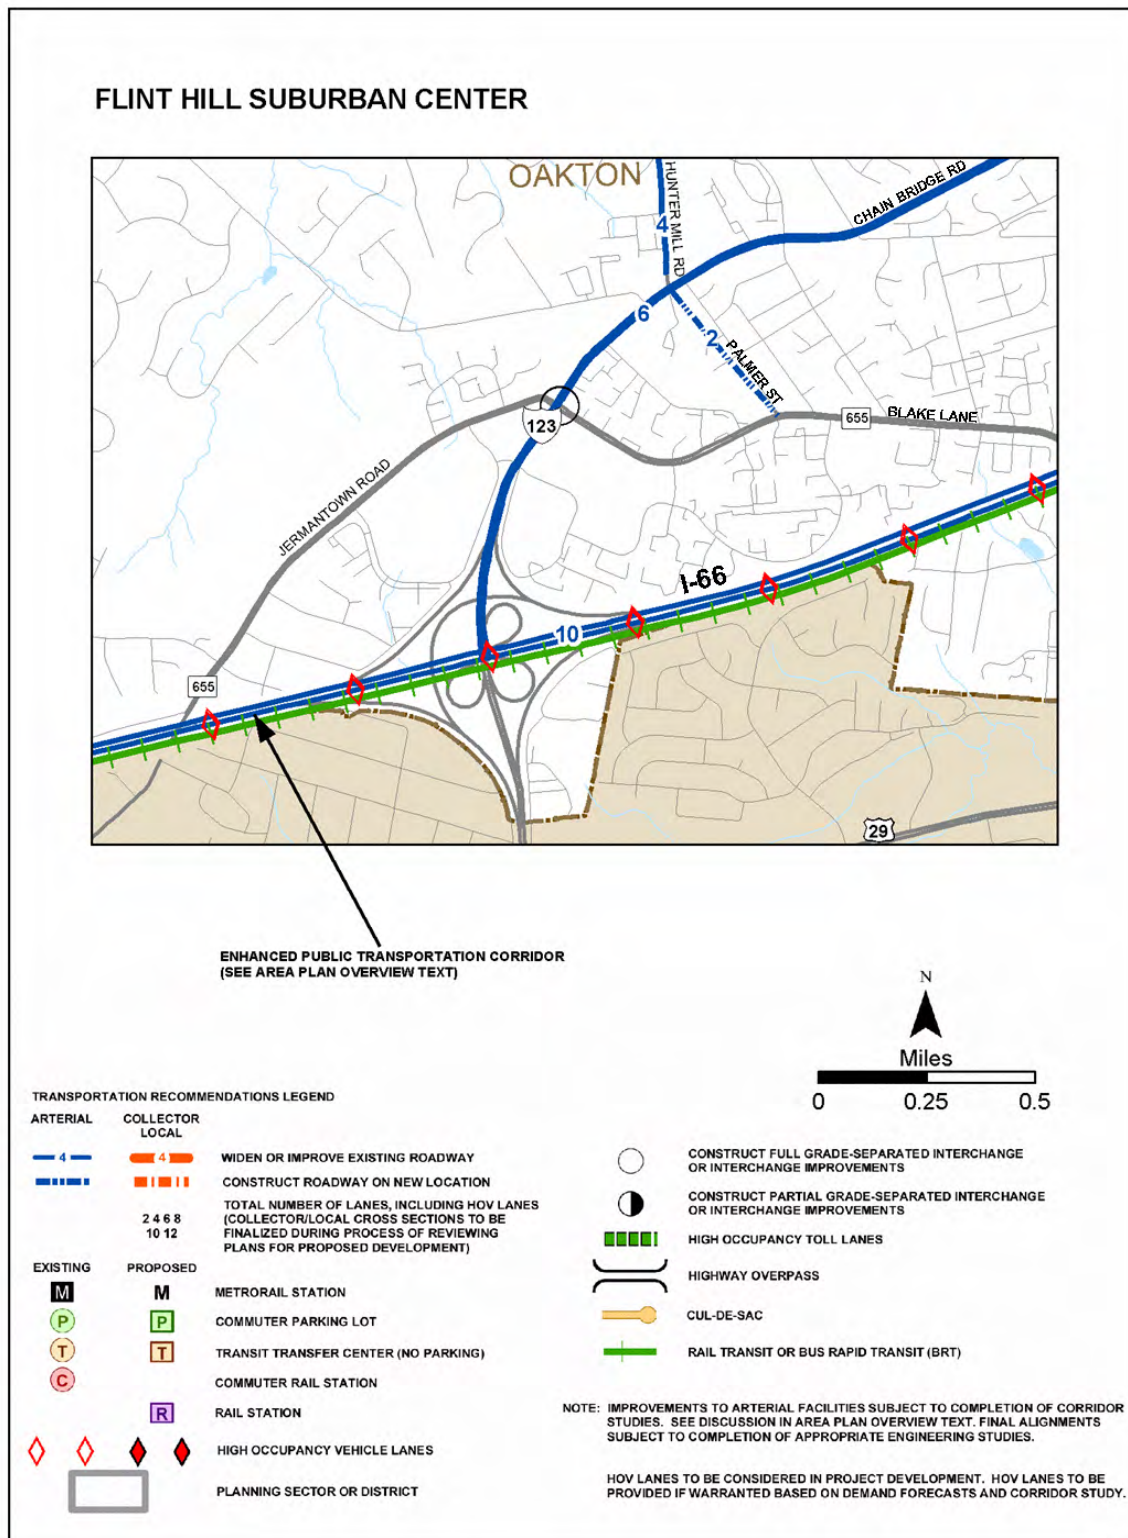 FLINT HILL SUBURBAN CENTER
OAKTON
HUNTER MILL RD
CHAIN BRIDGE RD
4
6
2
PALMER ST
123
655
BLAKE LANE
JERMANTOWN ROAD
I-66
10
655
29
ENHANCED PUBLIC TRANSPORTATION CORRIDOR
(SEE AREA PLAN OVERVIEW TEXT)
N
Miles
0 0.25 0.5
TRANSPORTATION RECOMMENDATIONS LEGEND
ARTERIAL COLLECTOR
LOCAL
4 4 WIDEN OR IMPROVE EXISTING ROADWAY
CONSTRUCT ROADWAY ON NEW LOCATION
TOTAL NUMBER OF LANES, INCLUDING HOV LANES
2 4 6 8 (COLLECTOR/LOCAL CROSS SECTIONS TO BE
10 12 FINALIZED DURING PROCESS OF REVIEWING
PLANS FOR PROPOSED DEVELOPMENT)
EXISTING PROPOSED
M M METRORAIL STATION
P P COMMUTER PARKING LOT
T T TRANSIT TRANSFER CENTER (NO PARKING)
C COMMUTER RAIL STATION
R RAIL STATION
HIGH OCCUPANCY VEHICLE LANES
PLANNING SECTOR OR DISTRICT
CONSTRUCT FULL GRADE-SEPARATED INTERCHANGE
OR INTERCHANGE IMPROVEMENTS
CONSTRUCT PARTIAL GRADE-SEPARATED INTERCHANGE
OR INTERCHANGE IMPROVEMENTS
HIGH OCCUPANCY TOLL LANES
HIGHWAY OVERPASS
CUL-DE-SAC
RAIL TRANSIT OR BUS RAPID TRANSIT (BRT)
NOTE: IMPROVEMENTS TO ARTERIAL FACILITIES SUBJECT TO COMPLETION OF CORRIDOR
STUDIES. SEE DISCUSSION IN AREA PLAN OVERVIEW TEXT. FINAL ALIGNMENTS
SUBJECT TO COMPLETION OF APPROPRIATE ENGINEERING STUDIES.
HOV LANES TO BE CONSIDERED IN PROJECT DEVELOPMENT. HOV LANES TO BE
PROVIDED IF WARRANTED BASED ON DEMAND FORECASTS AND CORRIDOR STUDY.